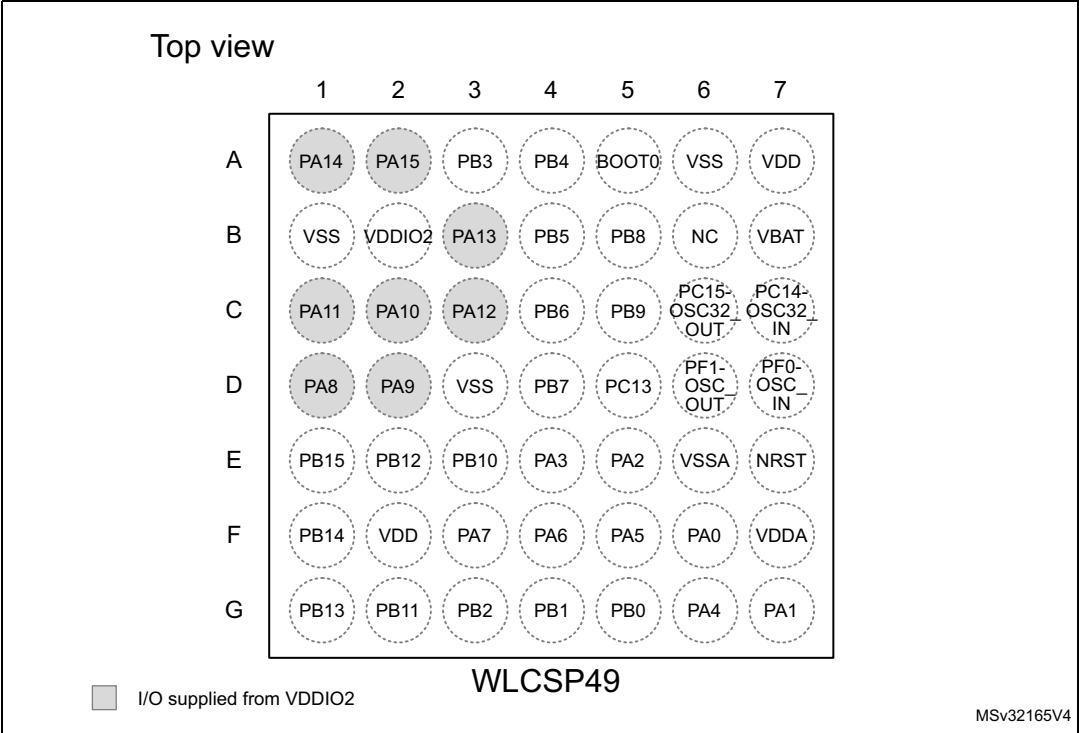 Top view
1 2 3 4 5 6 7
A PA14 PA15 PB3 PB4 BOOT0 VSS VDD
B VSS VDDIO2 PA13 PB5 PB8 NC VBAT
C PA11 PA10 PA12 PB6 PB9 PC15-OSC32_OUT PC14-OSC32_IN
D PA8 PA9 VSS PB7 PC13 PF1-OSC_OUT PF0-OSC_IN
E PB15 PB12 PB10 PA3 PA2 VSSA NRST
F PB14 VDD PA7 PA6 PA5 PA0 VDDA
G PB13 PB11 PB2 PB1 PB0 PA4 PA1
WLCSP49
I/O supplied from VDDIO2
MSv32165V4